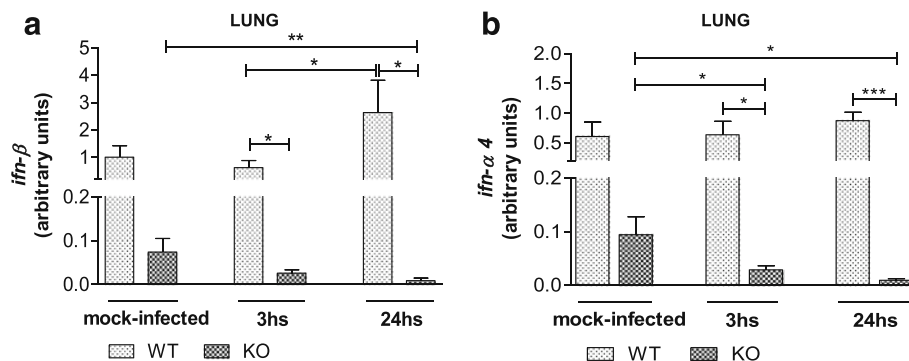 a
LUNG
**
*
*
*
ifn-β
(arbitrary units)
5
4
3
2
1
0.2
0.1
0.0
mock-infected
3hs
24hs
WT
KO
b
LUNG
*
*
*
***
ifn-α 4
(arbitrary units)
2.0
1.5
1.0
0.5
0.2
0.1
0.0
mock-infected
3hs
24hs
WT
KO